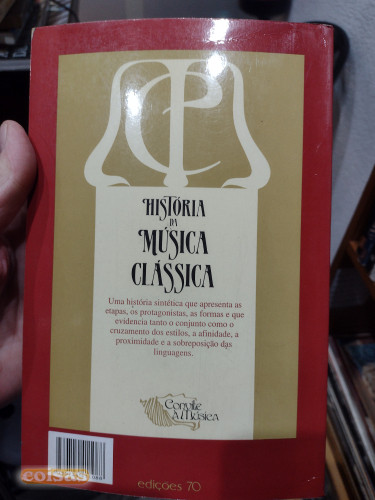 HISTÓRIA
DA
MÚSICA
CLÁSSICA
Uma história sintética que apresenta as
etapas, os protagonistas, as formas e que
evidencia tanto o conjunto como o
cruzamento dos estilos, a afinidade, a
proximidade e a sobreposição das
linguagens.
Convite
À Música
coisas
edições 70